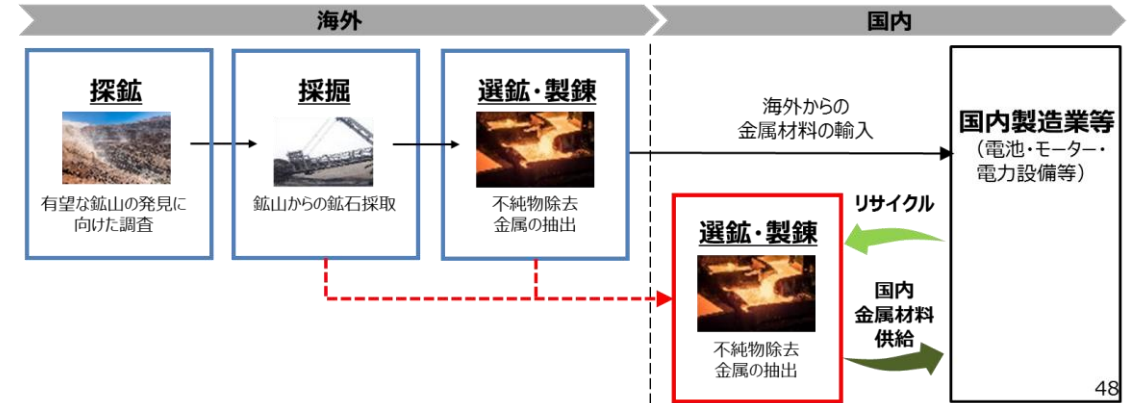 海外
国内
探鉱
有望な鉱山の発見に
向けた調査
採掘
鉱山からの鉱石採取
選鉱・製錬
不純物除去
金属の抽出
海外からの
金属材料の輸入
国内製造業等
（電池・モーター・
電力設備等）
リサイクル
選鉱・製錬
不純物除去
金属の抽出
国内
金属材料
供給
48